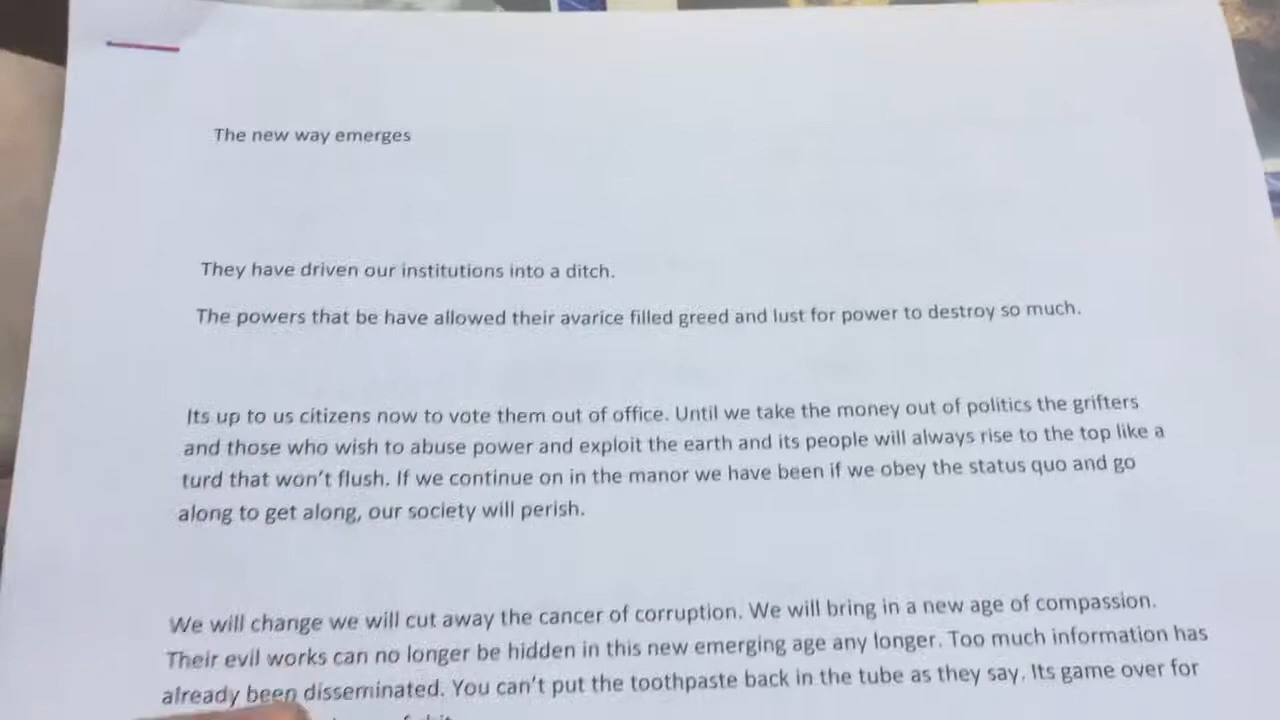 The new way emerges
They have driven our institutions into a ditch.
The powers that be have allowed their avarice filled greed and lust for power to destroy so much.
Its up to us citizens now to vote them out of office. Until we take the money out of politics the grifters
and those who wish to abuse power and exploit the earth and its people will always rise to the top like a
turd that won't flush. If we continue on in the manor we have been if we obey the status quo and go
along to get along, our society will perish.
We will change we will cut away the cancer of corruption. We will bring in a new age of compassion.
Their evil works can no longer be hidden in this new emerging age any longer. Too much information has
already been disseminated. You can't put the toothpaste back in the tube as they say. Its game over for